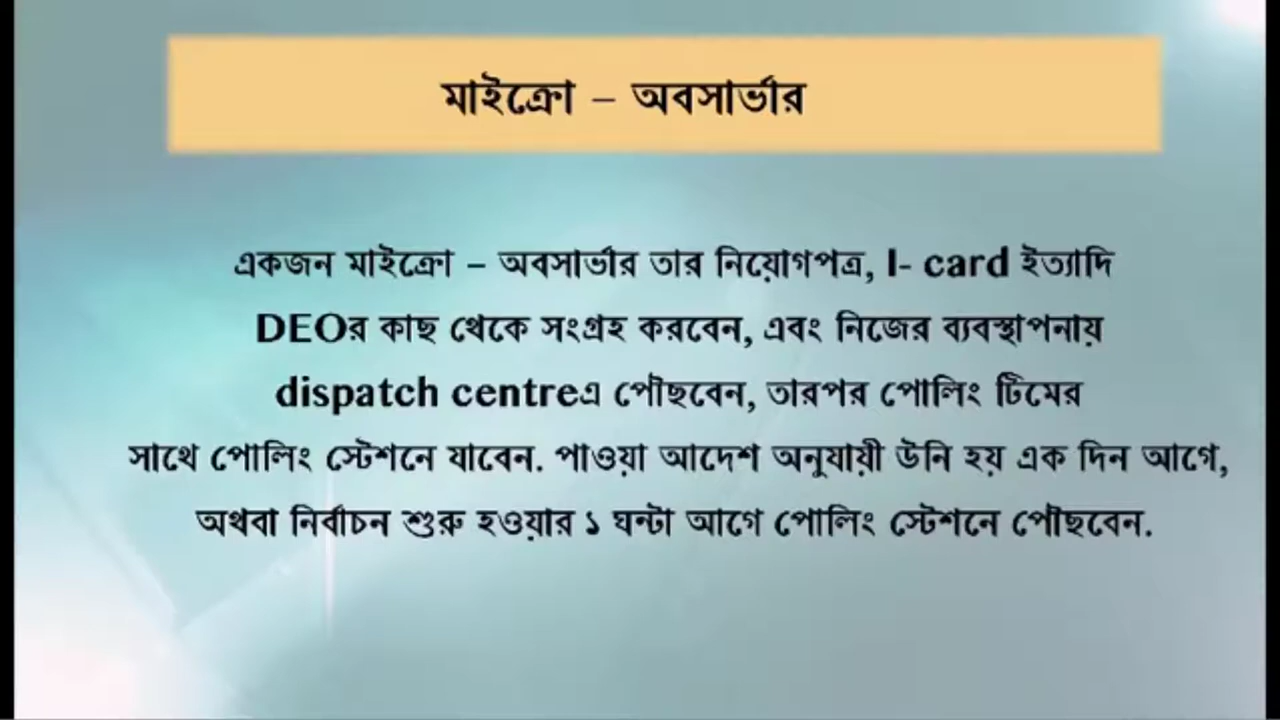 মাইক্রো – অবসার্ভার
একজন মাইক্রো – অবসার্ভার তার নিয়োগপত্র, I- card ইত্যাদি
DEOর কাছ থেকে সংগ্রহ করবেন, এবং নিজের ব্যবস্থাপনায়
dispatch centreএ পৌছবেন, তারপর পোলিং টিমের
সাথে পোলিং স্টেশনে যাবেন. পাওয়া আদেশ অনুযায়ী উনি হয় এক দিন আগে,
অথবা নির্বাচন শুরু হওয়ার ১ ঘন্টা আগে পোলিং স্টেশনে পৌছবেন.